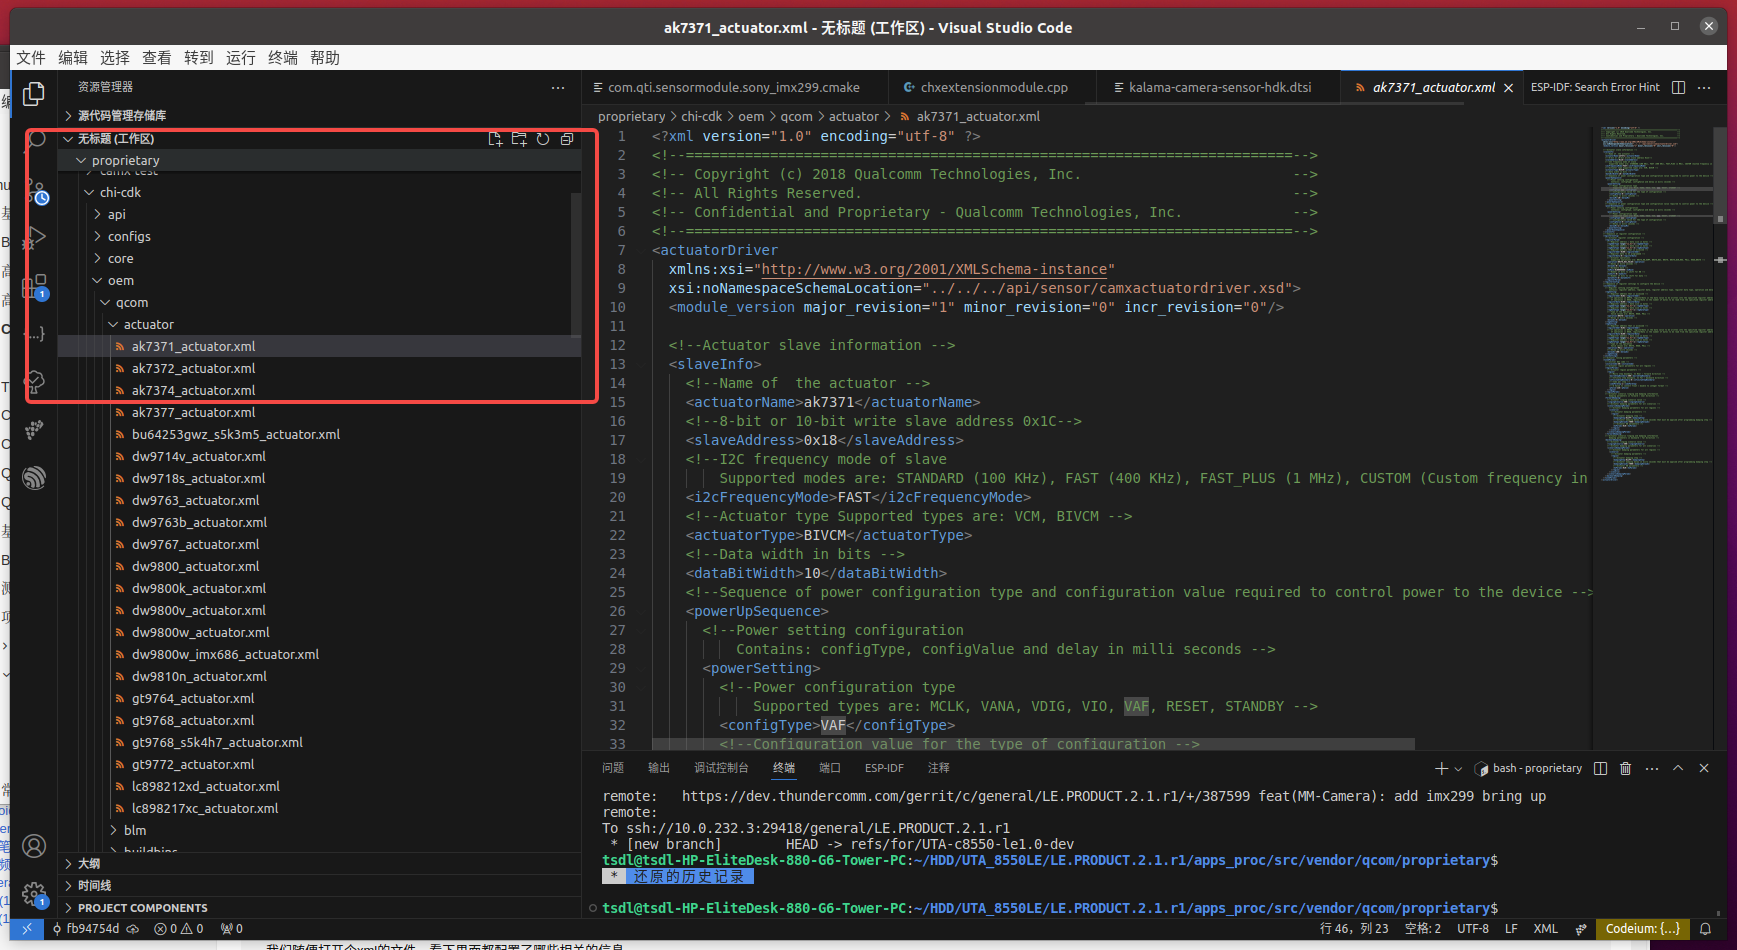 ak7371_actuator.xml - 无标题 (工作区) - Visual Studio Code
文件 编辑 选择 查看 转到 运行 终端 帮助
资源管理器
源代码管理存储库
无标题 (工作区)
proprietary
camx test
chi-cdk
api
configs
core
oem
qcom
actuator
ak7371_actuator.xml
ak7372_actuator.xml
ak7374_actuator.xml
ak7377_actuator.xml
bu64253gwz_s5k3m5_actuator.xml
dw9714v_actuator.xml
dw9718s_actuator.xml
dw9763_actuator.xml
dw9763b_actuator.xml
dw9767_actuator.xml
dw9800_actuator.xml
dw9800k_actuator.xml
dw9800v_actuator.xml
dw9800w_actuator.xml
dw9800w_imx686_actuator.xml
dw9810n_actuator.xml
gt9764_actuator.xml
gt9768_actuator.xml
gt9768_s5k4h7_actuator.xml
gt9772_actuator.xml
lc898212xd_actuator.xml
lc898217xc_actuator.xml
blm
buildbins
大纲
时间线
PROJECT COMPONENTS
com.qti.sensormodule.sony_imx299.cmake
chxextensionmodule.cpp
kalama-camera-sensor-hdk.dtsi
ak7371_actuator.xml
ESP-IDF: Search Error Hint
proprietary > chi-cdk > oem > qcom > actuator > ak7371_actuator.xml
1 <?xml version="1.0" encoding="utf-8" ?>
2 <!--========================================================================-->
3 <!-- Copyright (c) 2018 Qualcomm Technologies, Inc. -->
4 <!-- All Rights Reserved. -->
5 <!-- Confidential and Proprietary - Qualcomm Technologies, Inc. -->
6 <!--========================================================================-->
7 <actuatorDriver
8 xmlns:xsi="http://www.w3.org/2001/XMLSchema-instance"
9 xsi:noNamespaceSchemaLocation="../../../api/sensor/camxactuatordriver.xsd">
10 <module_version major_revision="1" minor_revision="0" incr_revision="0"/>
11
12 <!--Actuator slave information -->
13 <slaveInfo>
14 <!--Name of  the actuator -->
15 <actuatorName>ak7371</actuatorName>
16 <!--8-bit or 10-bit write slave address 0x1C-->
17 <slaveAddress>0x18</slaveAddress>
18 <!--I2C frequency mode of slave
19 Supported modes are: STANDARD (100 KHz), FAST (400 KHz), FAST_PLUS (1 MHz), CUSTOM (Custom frequency in
20 <i2cFrequencyMode>FAST</i2cFrequencyMode>
21 <!--Actuator type Supported types are: VCM, BIVCM -->
22 <actuatorType>BIVCM</actuatorType>
23 <!--Data width in bits -->
24 <dataBitWidth>10</dataBitWidth>
25 <!--Sequence of power configuration type and configuration value required to control power to the device -->
26 <powerUpSequence>
27 <!--Power setting configuration
28 Contains: configType, configValue and delay in milli seconds -->
29 <powerSetting>
30 <!--Power configuration type
31 Supported types are: MCLK, VANA, VDIG, VIO, VAF, RESET, STANDBY -->
32 <configType>VAF</configType>
33 <!--Configuration value for the type of configuration -->
问题 输出 调试控制台 终端 端口 ESP-IDF 注释
bash - proprietary
remote:   https://dev.thundercomm.com/gerrit/c/general/LE.PRODUCT.2.1.r1/+/387599 feat(MM-Camera): add imx299 bring up
remote:
To ssh://10.0.232.3:29418/general/LE.PRODUCT.2.1.r1
* [new branch] HEAD -> refs/for/UTA-c8550-le1.0-dev
tsdl@tsdl-HP-EliteDesk-880-G6-Tower-PC:~/HDD/UTA_8550LE/LE.PRODUCT.2.1.r1/apps_proc/src/vendor/qcom/proprietary$
* 还原的历史记录
tsdl@tsdl-HP-EliteDesk-880-G6-Tower-PC:~/HDD/UTA_8550LE/LE.PRODUCT.2.1.r1/apps_proc/src/vendor/qcom/proprietary$
fb94754d 0 0 0
行 46，列 23 空格: 2 UTF-8 LF XML Codeium: {...}